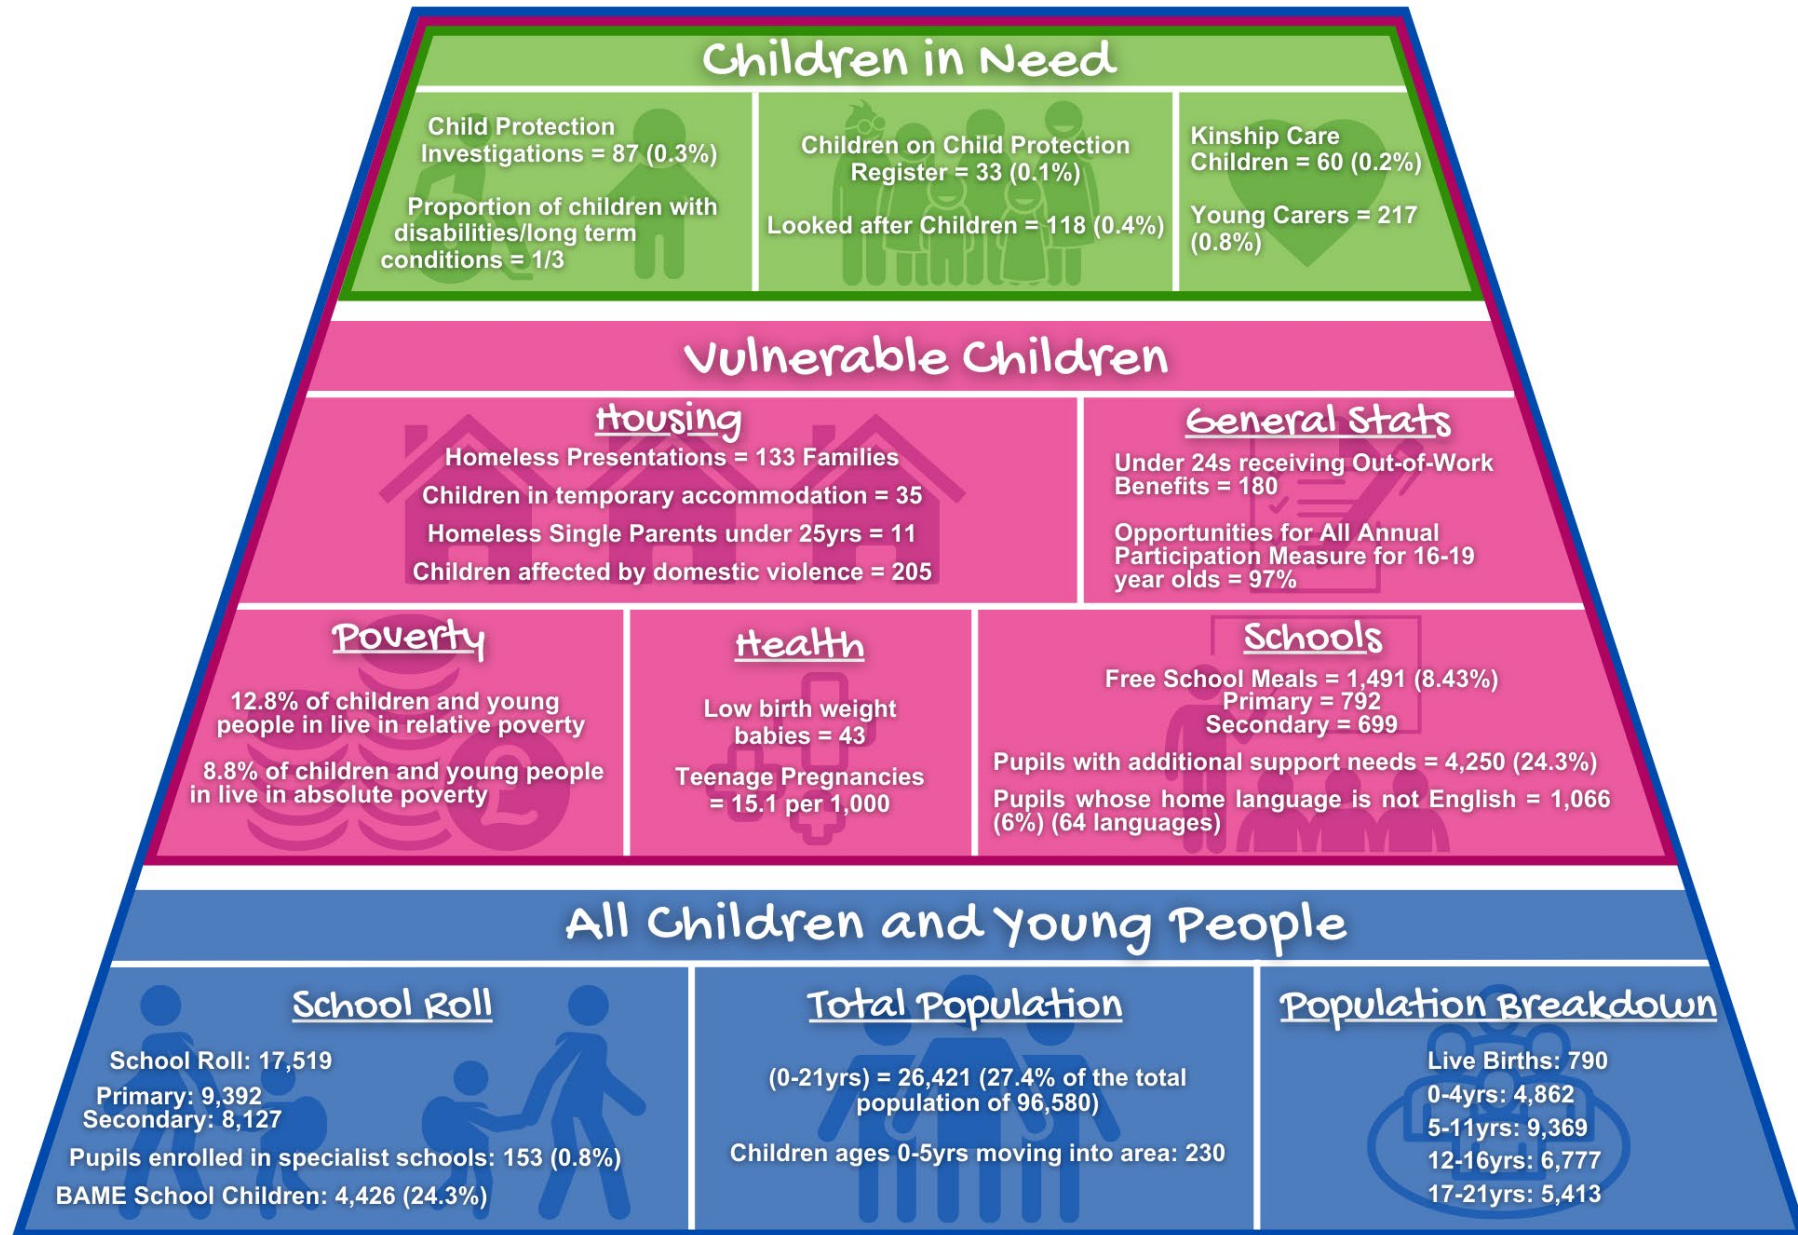 Children in Need
Child Protection
Investigations = 87 (0.3%)
Proportion of children with
disabilities/long term
conditions = 1/3
Children on Child Protection
Register = 33 (0.1%)
Looked after Children = 118 (0.4%)
Kinship Care
Children = 60 (0.2%)
Young Carers = 217
(0.8%)
Vulnerable Children
Housing
Homeless Presentations = 133 Families
Children in temporary accommodation = 35
Homeless Single Parents under 25yrs = 11
Children affected by domestic violence = 205
General Stats
Under 24s receiving Out-of-Work
Benefits = 180
Opportunities for All Annual
Participation Measure for 16-19
year olds = 97%
Poverty
12.8% of children and young
people in live in relative poverty
8.8% of children and young people
in live in absolute poverty
Health
Low birth weight
babies = 43
Teenage Pregnancies
= 15.1 per 1,000
Schools
Free School Meals = 1,491 (8.43%)
Primary = 792
Secondary = 699
Pupils with additional support needs = 4,250 (24.3%)
Pupils whose home language is not English = 1,066
(6%) (64 languages)
All Children and Young People
School Roll
School Roll: 17,519
Primary: 9,392
Secondary: 8,127
Pupils enrolled in specialist schools: 153 (0.8%)
BAME School Children: 4,426 (24.3%)
Total Population
(0-21yrs) = 26,421 (27.4% of the total
population of 96,580)
Children ages 0-5yrs moving into area: 230
Population Breakdown
Live Births: 790
0-4yrs: 4,862
5-11yrs: 9,369
12-16yrs: 6,777
17-21yrs: 5,413